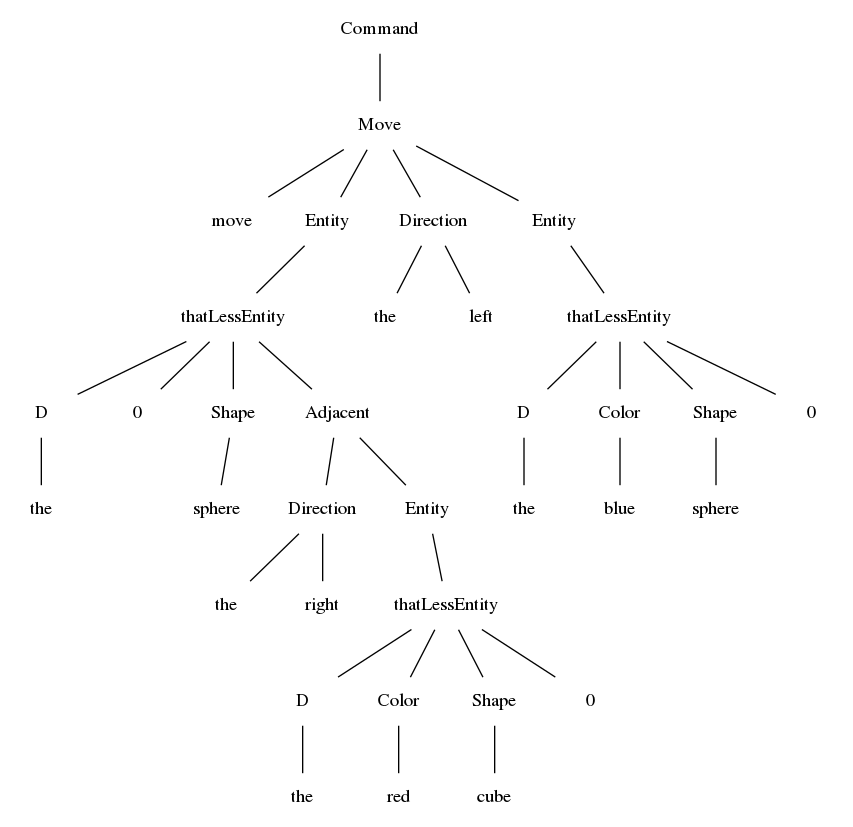 Command
Move
move Entity Direction Entity
thatLessEntity the left thatLessEntity
D 0 Shape Adjacent D Color Shape 0
the sphere Direction Entity the blue sphere
the right thatLessEntity
D Color Shape 0
the red cube